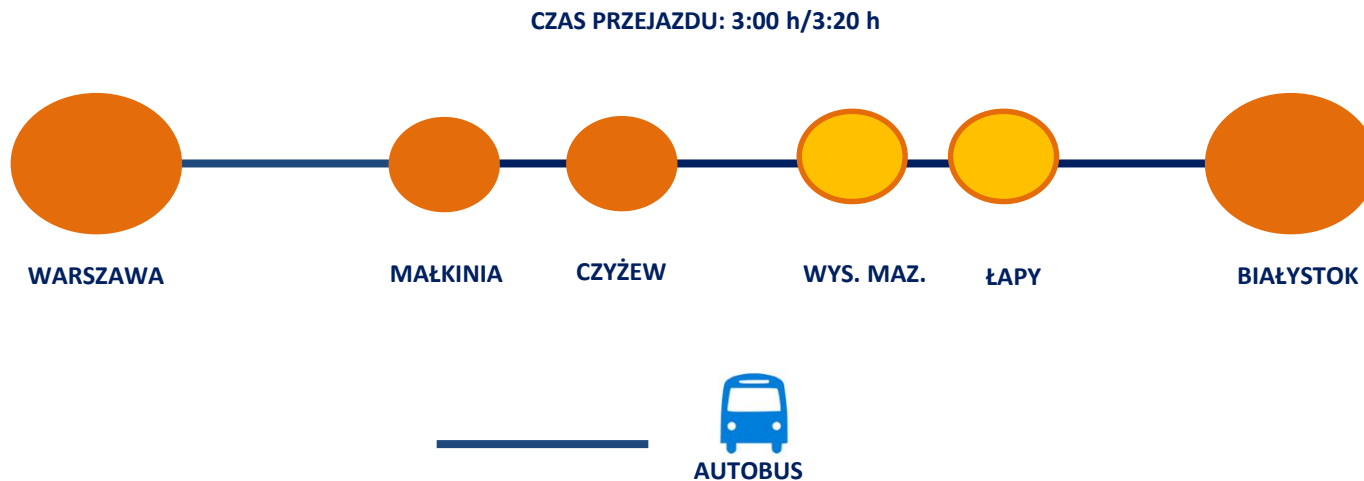 CZAS PRZEJAZDU: 3:00 h/3:20 h
WARSZAWA
MAŁKINIA
CZYŻEW
WYS. MAZ.
ŁAPY
BIAŁYSTOK
AUTOBUS